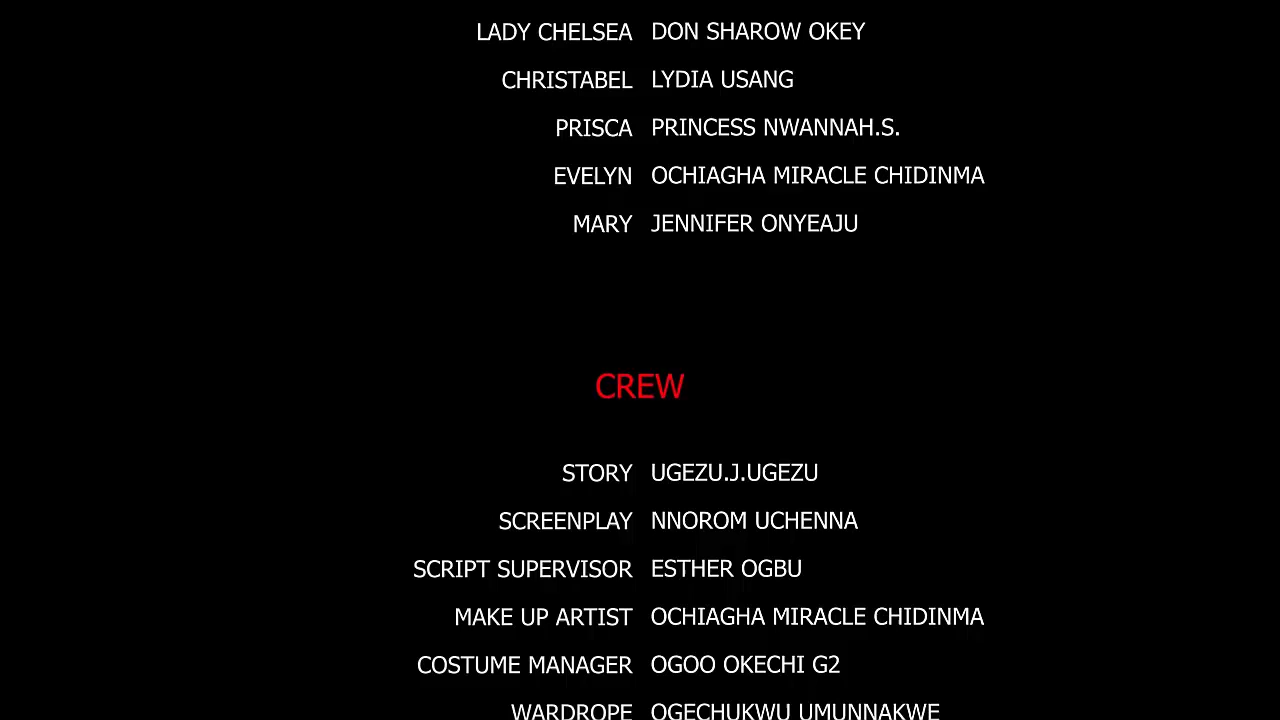 LADY CHELSEA DON SHAROW OKEY
CHRISTABEL LYDIA USANG
PRISCA PRINCESS NWANNAH.S.
EVELYN OCHIAGHA MIRACLE CHIDINMA
MARY JENNIFER ONYEAJU
CREW
STORY UGEZU.J.UGEZU
SCREENPLAY NNOROM UCHENNA
SCRIPT SUPERVISOR ESTHER OGBU
MAKE UP ARTIST OCHIAGHA MIRACLE CHIDINMA
COSTUME MANAGER OGOO OKECHI G2
WARDROPE OGECHUKWU UMUNNAKWE